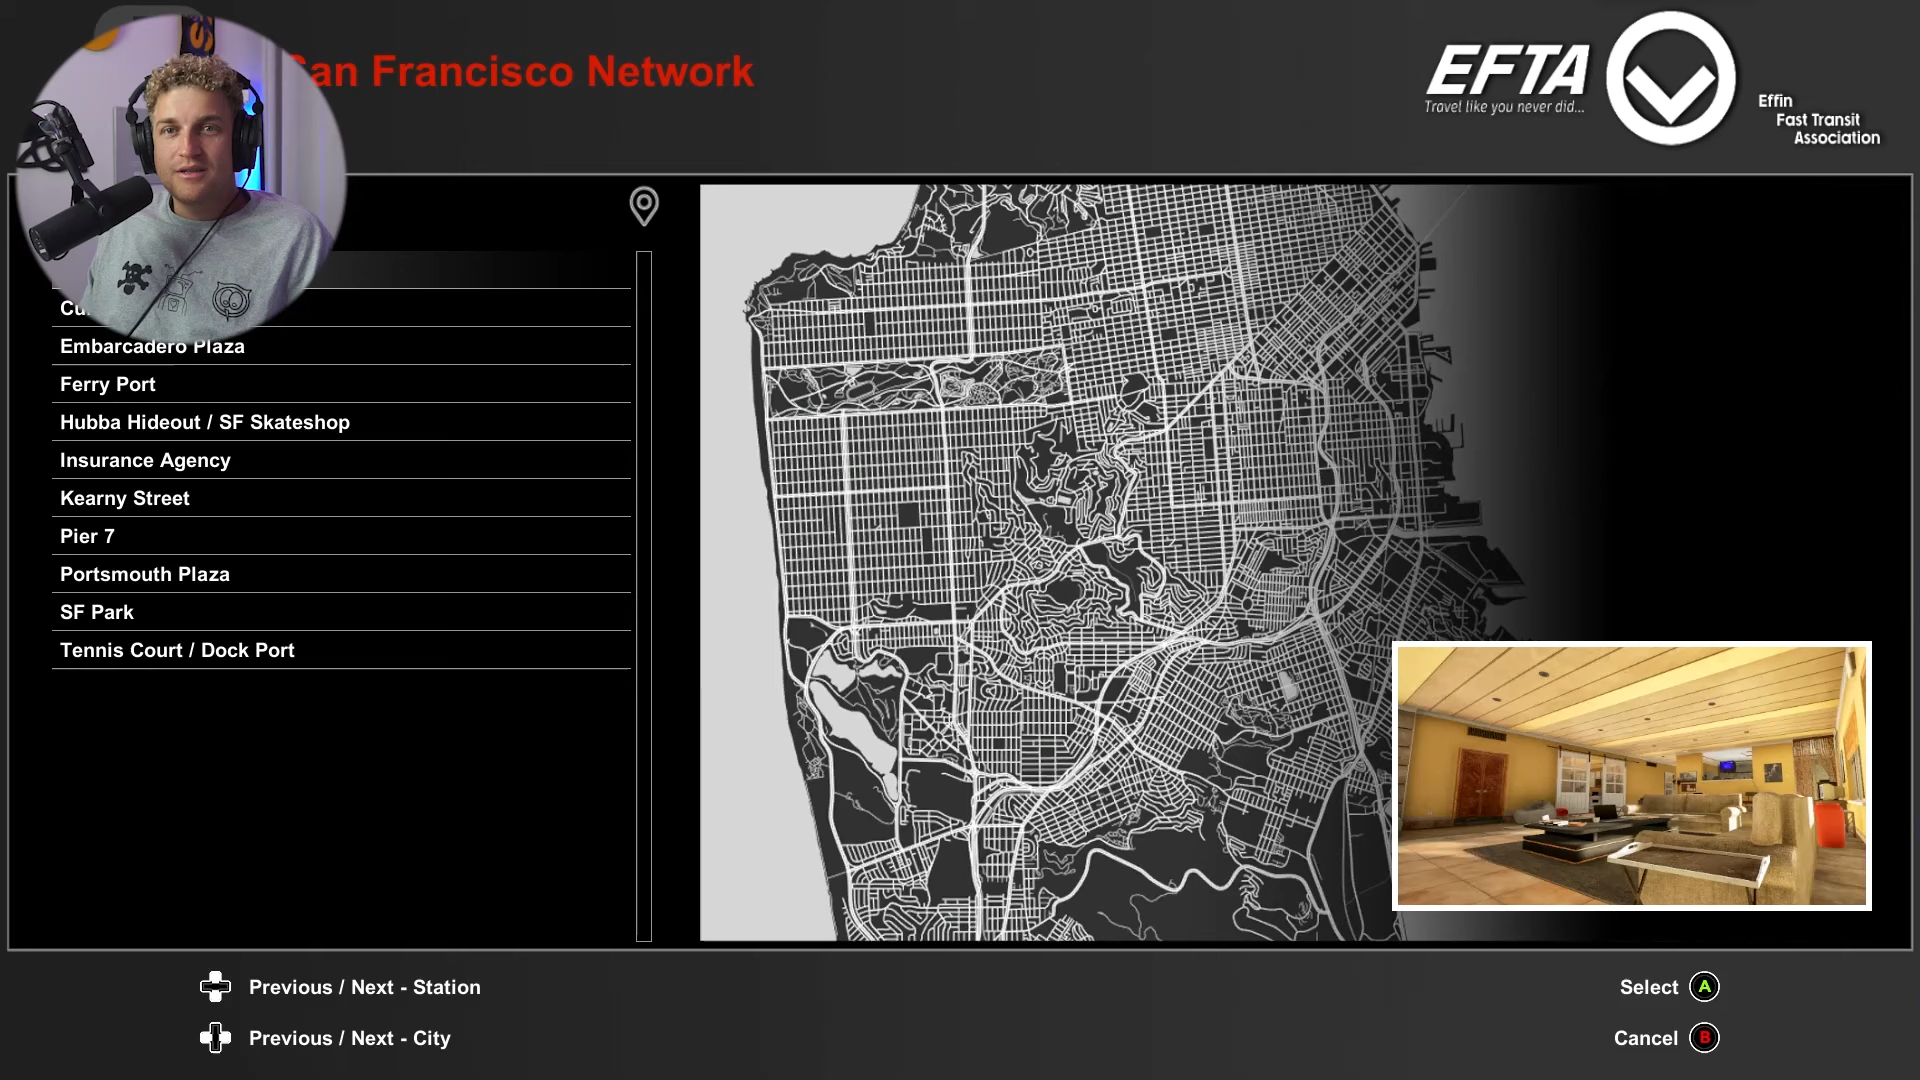 San Francisco Network
EFTA
Travel like you never did...
Effin
Fast Transit
Association
Embarcadero Plaza
Ferry Port
Hubba Hideout / SF Skateshop
Insurance Agency
Kearny Street
Pier 7
Portsmouth Plaza
SF Park
Tennis Court / Dock Port
Previous / Next - Station
Previous / Next - City
Select A
Cancel B